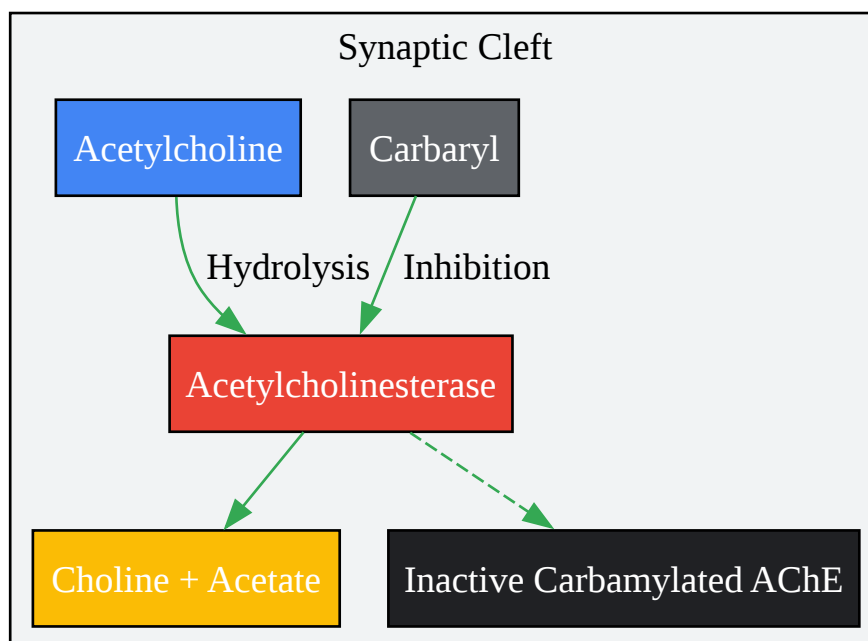 Synaptic Cleft
Acetylcholine
Carbaryl
Hydrolysis
Inhibition
Acetylcholinesterase
Choline + Acetate
Inactive Carbamylated AChE